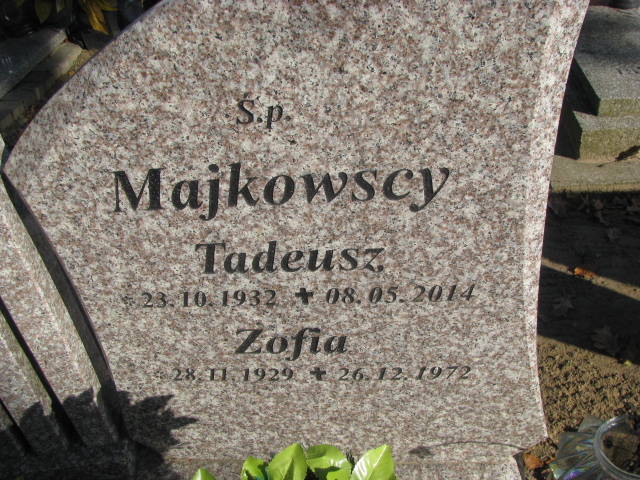 Ś.p.
Majkowscy
Tadeusz
* 23.10.1932 ✝ 08.05.2014
Zofia
* 28.11.1929 ✝ 26.12.1972